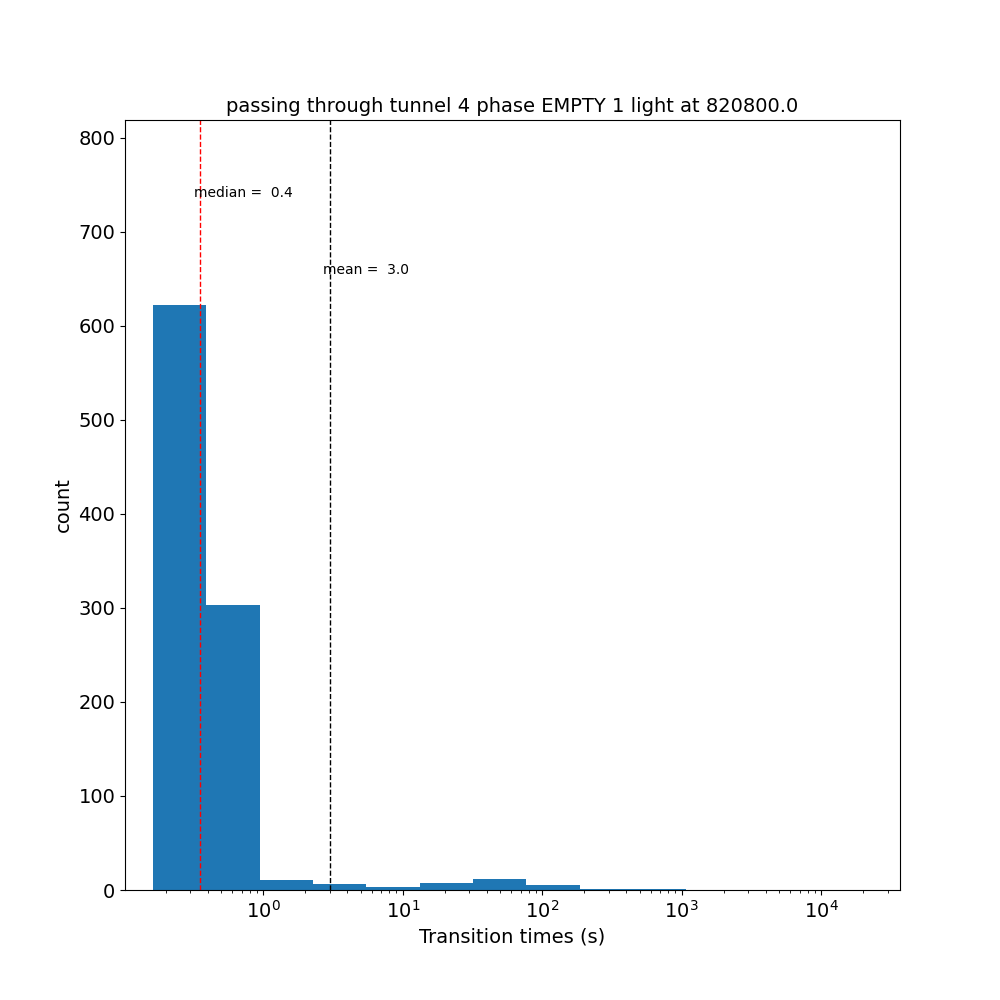 passing through tunnel 4 phase EMPTY 1 light at 820800.0
800
median =  0.4
700
mean =  3.0
600
500
400
300
200
100
0
count
10^0 10^1 10^2 10^3 10^4
Transition times (s)